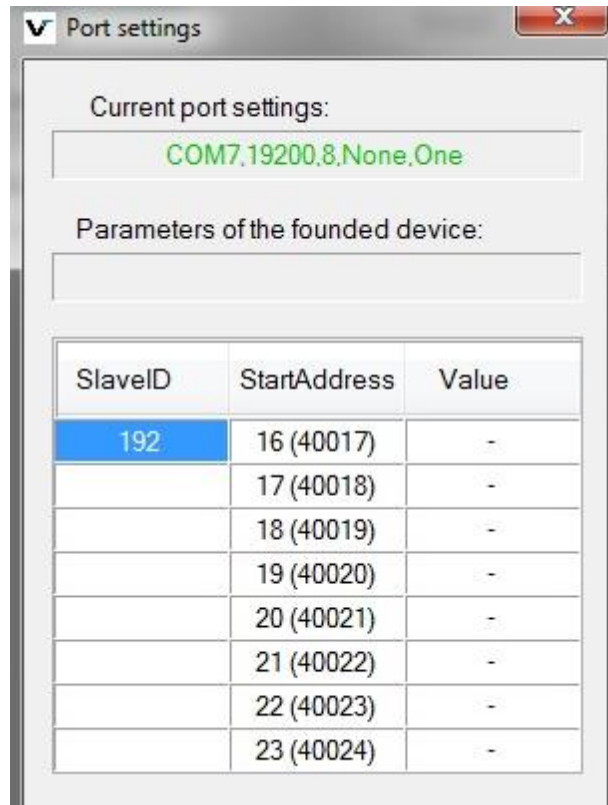 Port settings
Current port settings:
COM7,19200,8,None,One
Parameters of the founded device:
SlaveID StartAddress Value
192 16 (40017) -
17 (40018) -
18 (40019) -
19 (40020) -
20 (40021) -
21 (40022) -
22 (40023) -
23 (40024) -